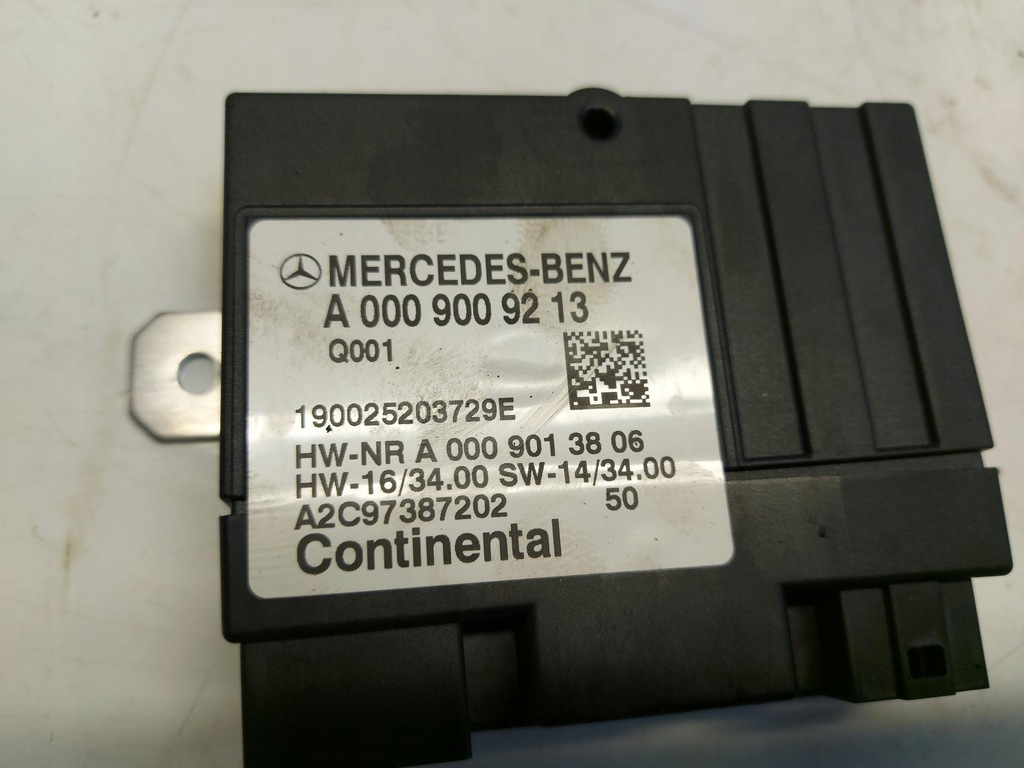 MERCEDES-BENZ
A 000 900 92 13
Q001
190025203729E
HW-NR A 000 901 38 06
HW-16/34.00 SW-14/34.00
A2C97387202 50
Continental